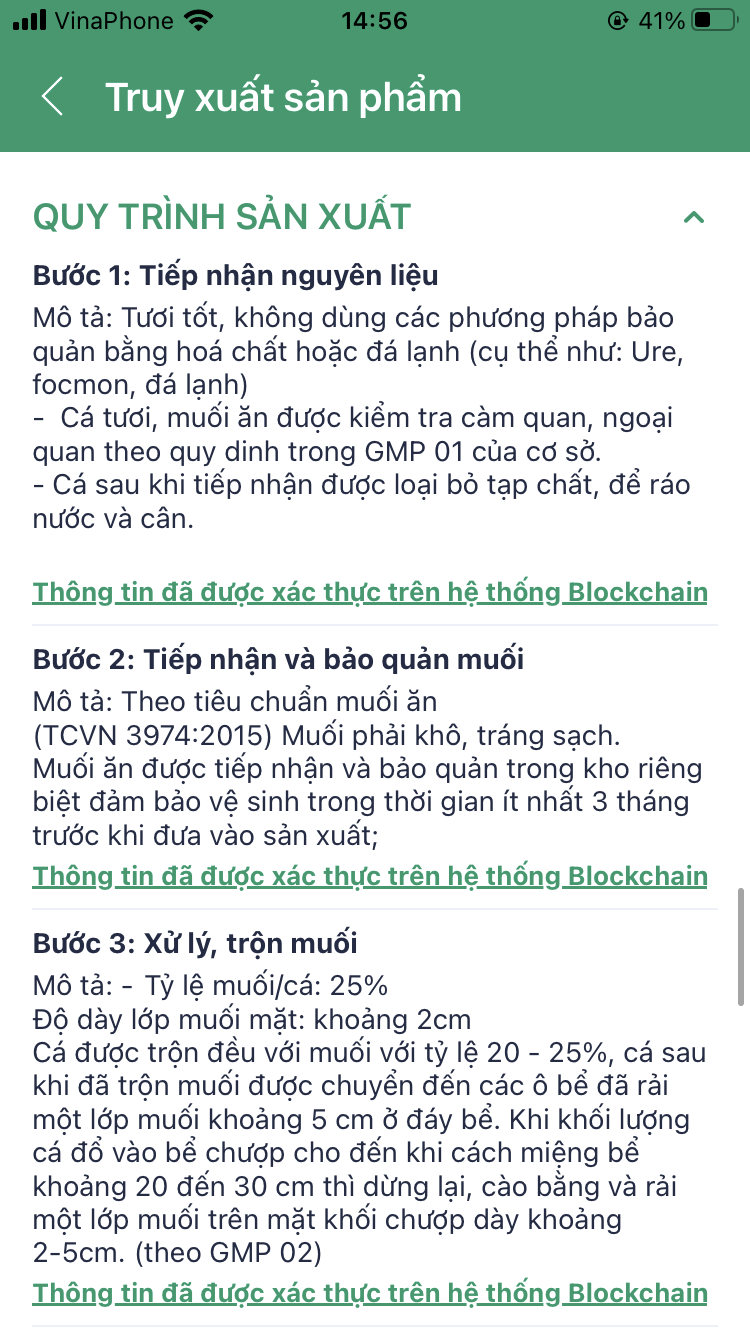 VinaPhone 14:56 41%
Truy xuất sản phẩm
QUY TRÌNH SẢN XUẤT
Bước 1: Tiếp nhận nguyên liệu
Mô tả: Tươi tốt, không dùng các phương pháp bảo
quản bằng hoá chất hoặc đá lạnh (cụ thể như: Ure,
focmon, đá lạnh)
- Cá tươi, muối ăn được kiểm tra càm quan, ngoại
quan theo quy dinh trong GMP 01 của cơ sở.
- Cá sau khi tiếp nhận được loại bỏ tạp chất, để ráo
nước và cân.
Thông tin đã được xác thực trên hệ thống Blockchain
Bước 2: Tiếp nhận và bảo quản muối
Mô tả: Theo tiêu chuẩn muối ăn
(TCVN 3974:2015) Muối phải khô, tráng sạch.
Muối ăn được tiếp nhận và bảo quản trong kho riêng
biệt đảm bảo vệ sinh trong thời gian ít nhất 3 tháng
trước khi đưa vào sản xuất;
Thông tin đã được xác thực trên hệ thống Blockchain
Bước 3: Xử lý, trộn muối
Mô tả: - Tỷ lệ muối/cá: 25%
Độ dày lớp muối mặt: khoảng 2cm
Cá được trộn đều với muối với tỷ lệ 20 - 25%, cá sau
khi đã trộn muối được chuyển đến các ô bể đã rải
một lớp muối khoảng 5 cm ở đáy bể. Khi khối lượng
cá đổ vào bể chượp cho đến khi cách miệng bể
khoảng 20 đến 30 cm thì dừng lại, cào bằng và rải
một lớp muối trên mặt khối chượp dày khoảng
2-5cm. (theo GMP 02)
Thông tin đã được xác thực trên hệ thống Blockchain